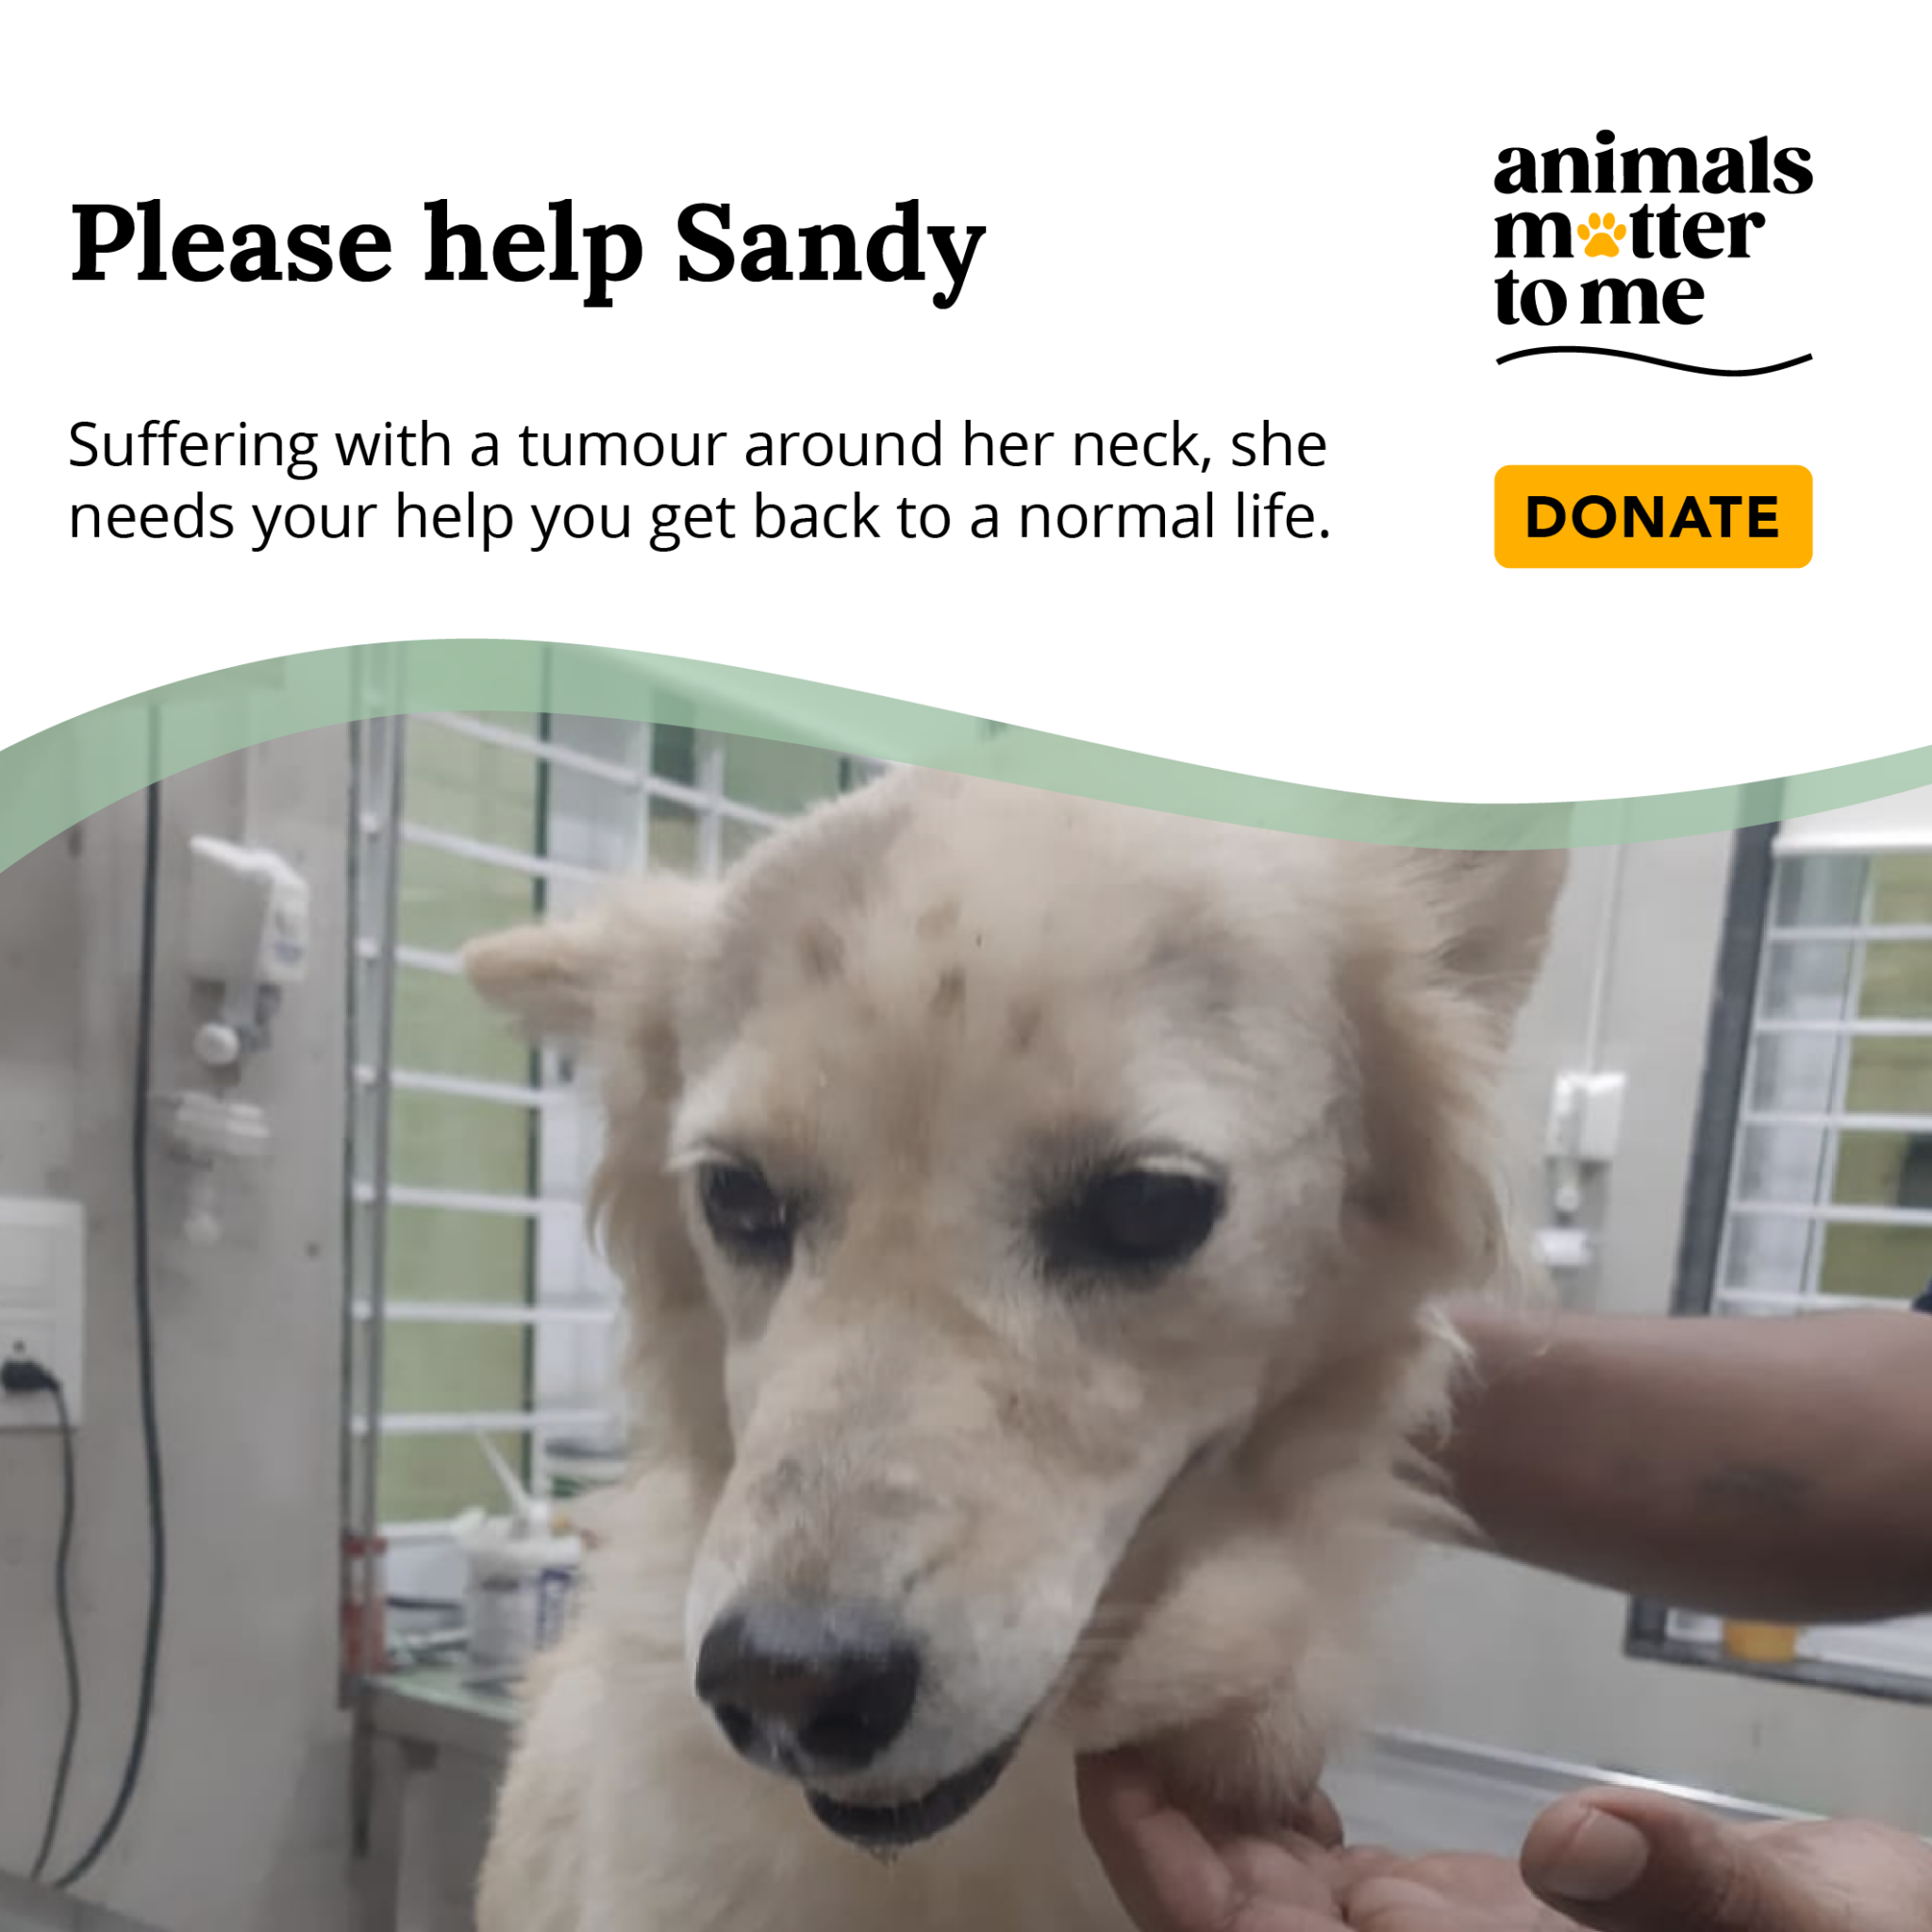 Please help Sandy
Suffering with a tumour around her neck, she
needs your help you get back to a normal life.
animals
matter
to me
DONATE